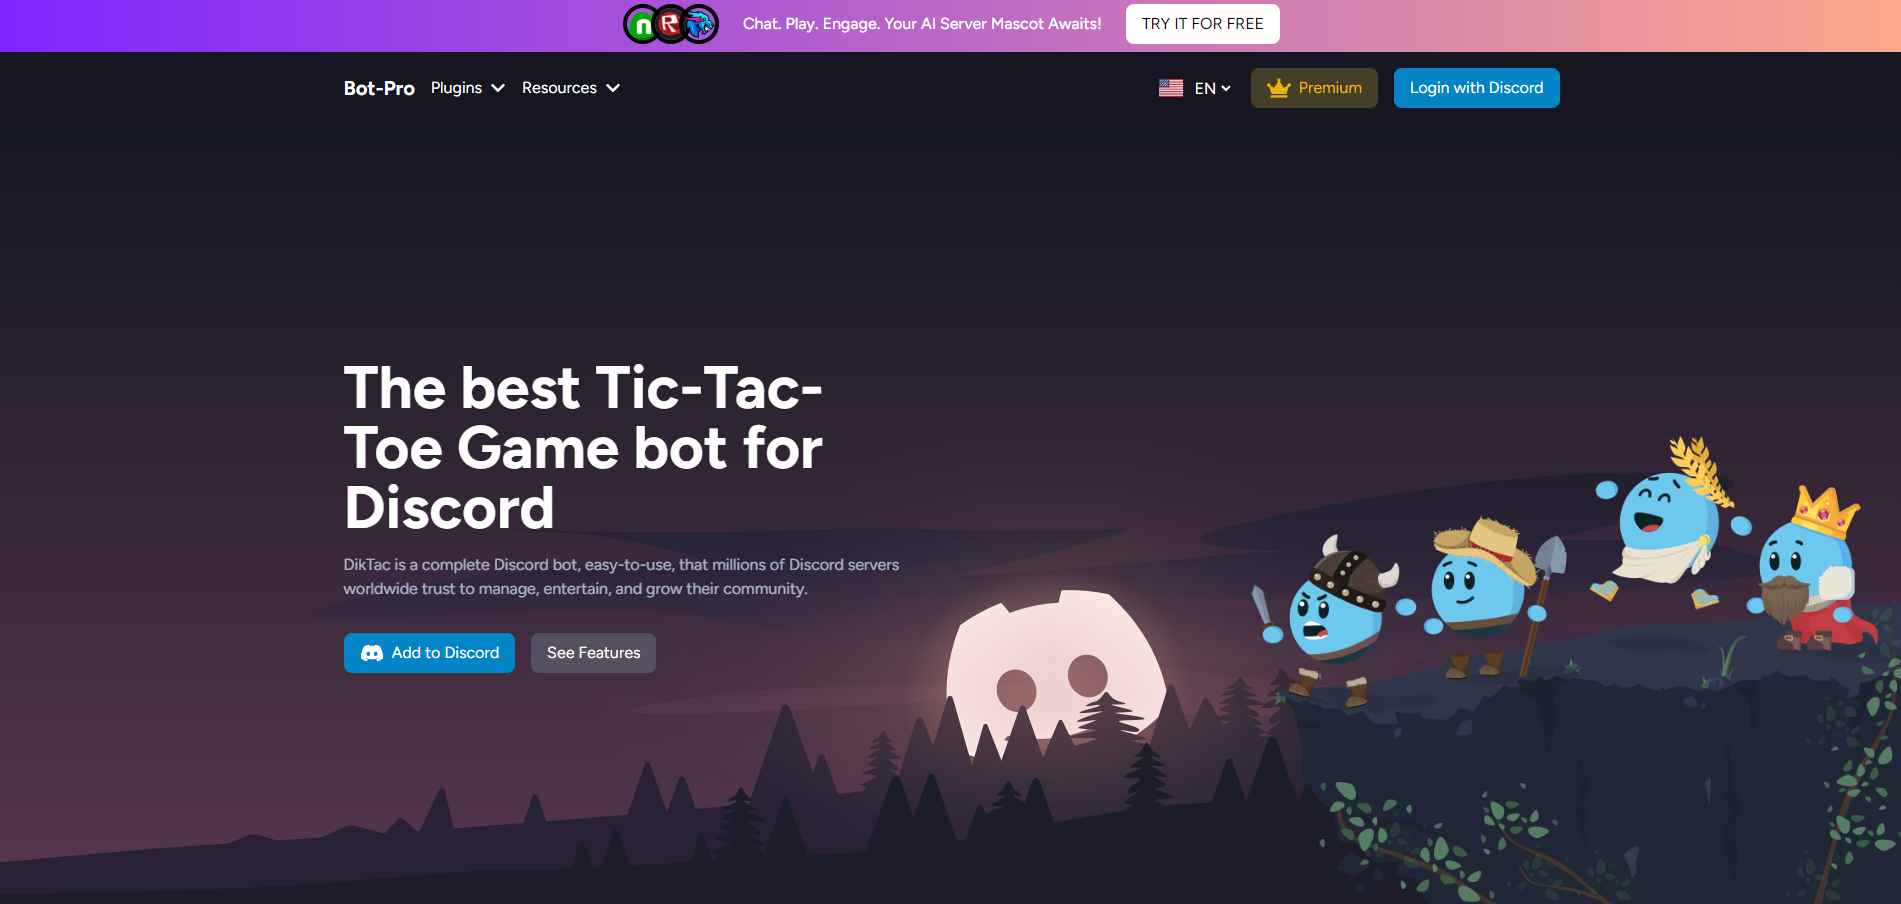 Chat. Play. Engage. Your AI Server Mascot Awaits!
TRY IT FOR FREE
Bot-Pro
Plugins
Resources
EN
Premium
Login with Discord
The best Tic-Tac-
Toe Game bot for
Discord
DikTac is a complete Discord bot, easy-to-use, that millions of Discord servers
worldwide trust to manage, entertain, and grow their community.
Add to Discord
See Features